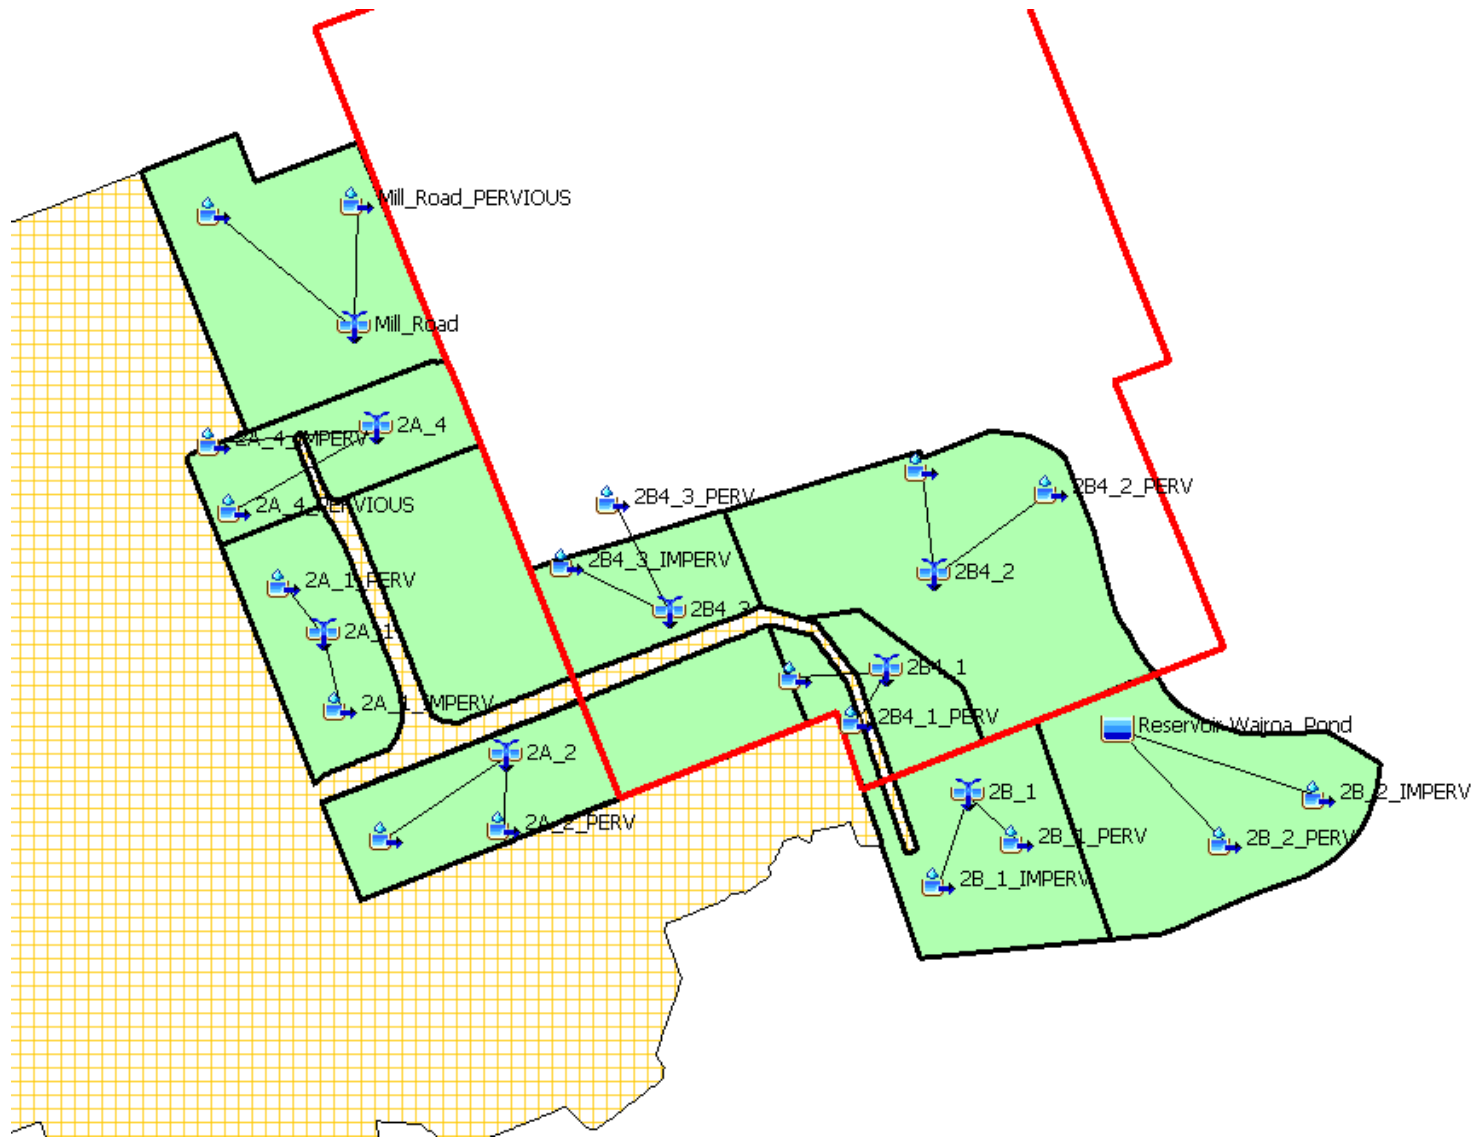 Mill_Road_PERVIOUS
Mill_Road
2A_4
2A_4_IMPERV
2A_4_PERVIOUS
2B4_3_PERV
2B4_2_PERV
2B4_3_IMPERV
2B4_2
2A_1_PERV
2B4_3
2A_1
2B4_1
2A_1_IMPERV
2B4_1_PERV
Reservoir-Wairoa_Pond
2A_2
2B_1
2B_2_IMPERV
2A_2_PERV
2B_1_PERV
2B_2_PERV
2B_1_IMPERV